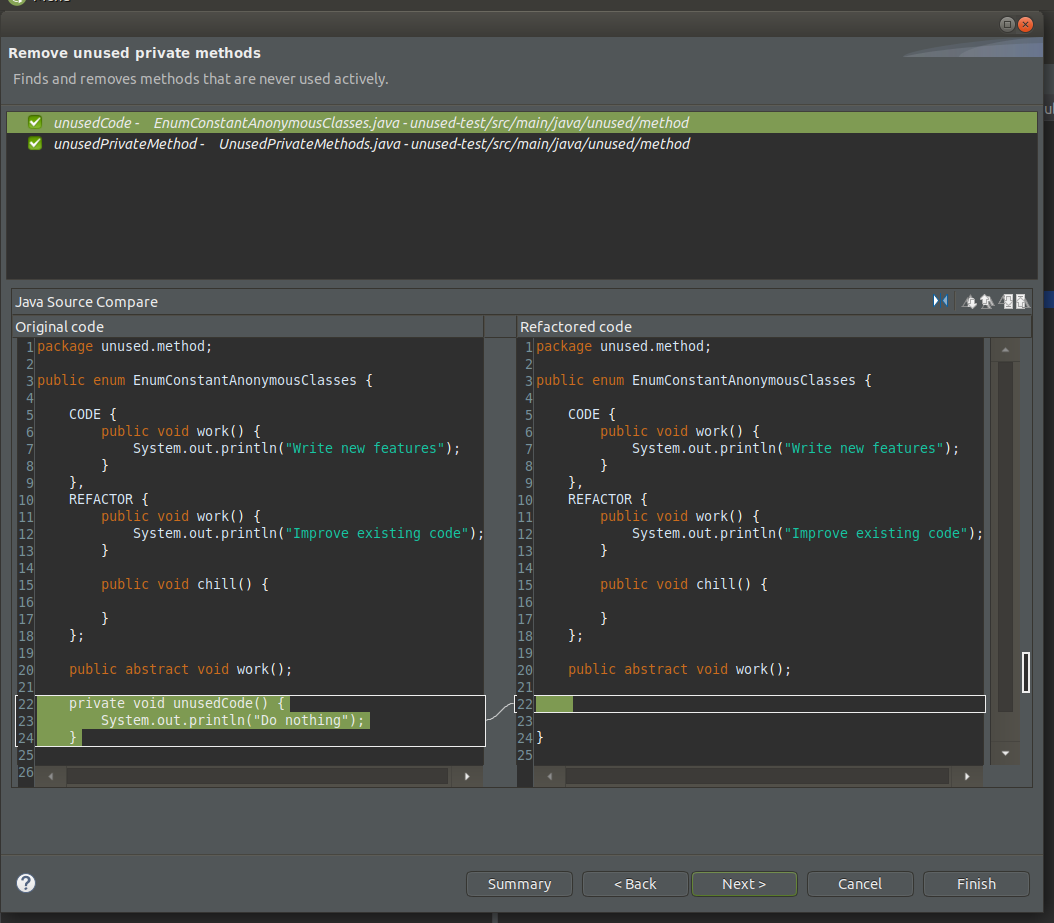 Remove unused private methods
Finds and removes methods that are never used actively.
unusedCode - EnumConstantAnonymousClasses.java - unused-test/src/main/java/unused/method
unusedPrivateMethod - UnusedPrivateMethods.java - unused-test/src/main/java/unused/method
Java Source Compare
Original code
1 package unused.method;
2
3 public enum EnumConstantAnonymousClasses {
4
5     CODE {
6         public void work() {
7             System.out.println("Write new features");
8         }
9     },
10     REFACTOR {
11         public void work() {
12             System.out.println("Improve existing code");
13         }
14
15         public void chill() {
16
17         }
18     };
19
20     public abstract void work();
21
22     private void unusedCode() {
23         System.out.println("Do nothing");
24     }
25
26
Refactored code
1 package unused.method;
2
3 public enum EnumConstantAnonymousClasses {
4
5     CODE {
6         public void work() {
7             System.out.println("Write new features");
8         }
9     },
10     REFACTOR {
11         public void work() {
12             System.out.println("Improve existing code");
13         }
14
15         public void chill() {
16
17         }
18     };
19
20     public abstract void work();
21
22
23
24 }
25
?
Summary
< Back
Next >
Cancel
Finish